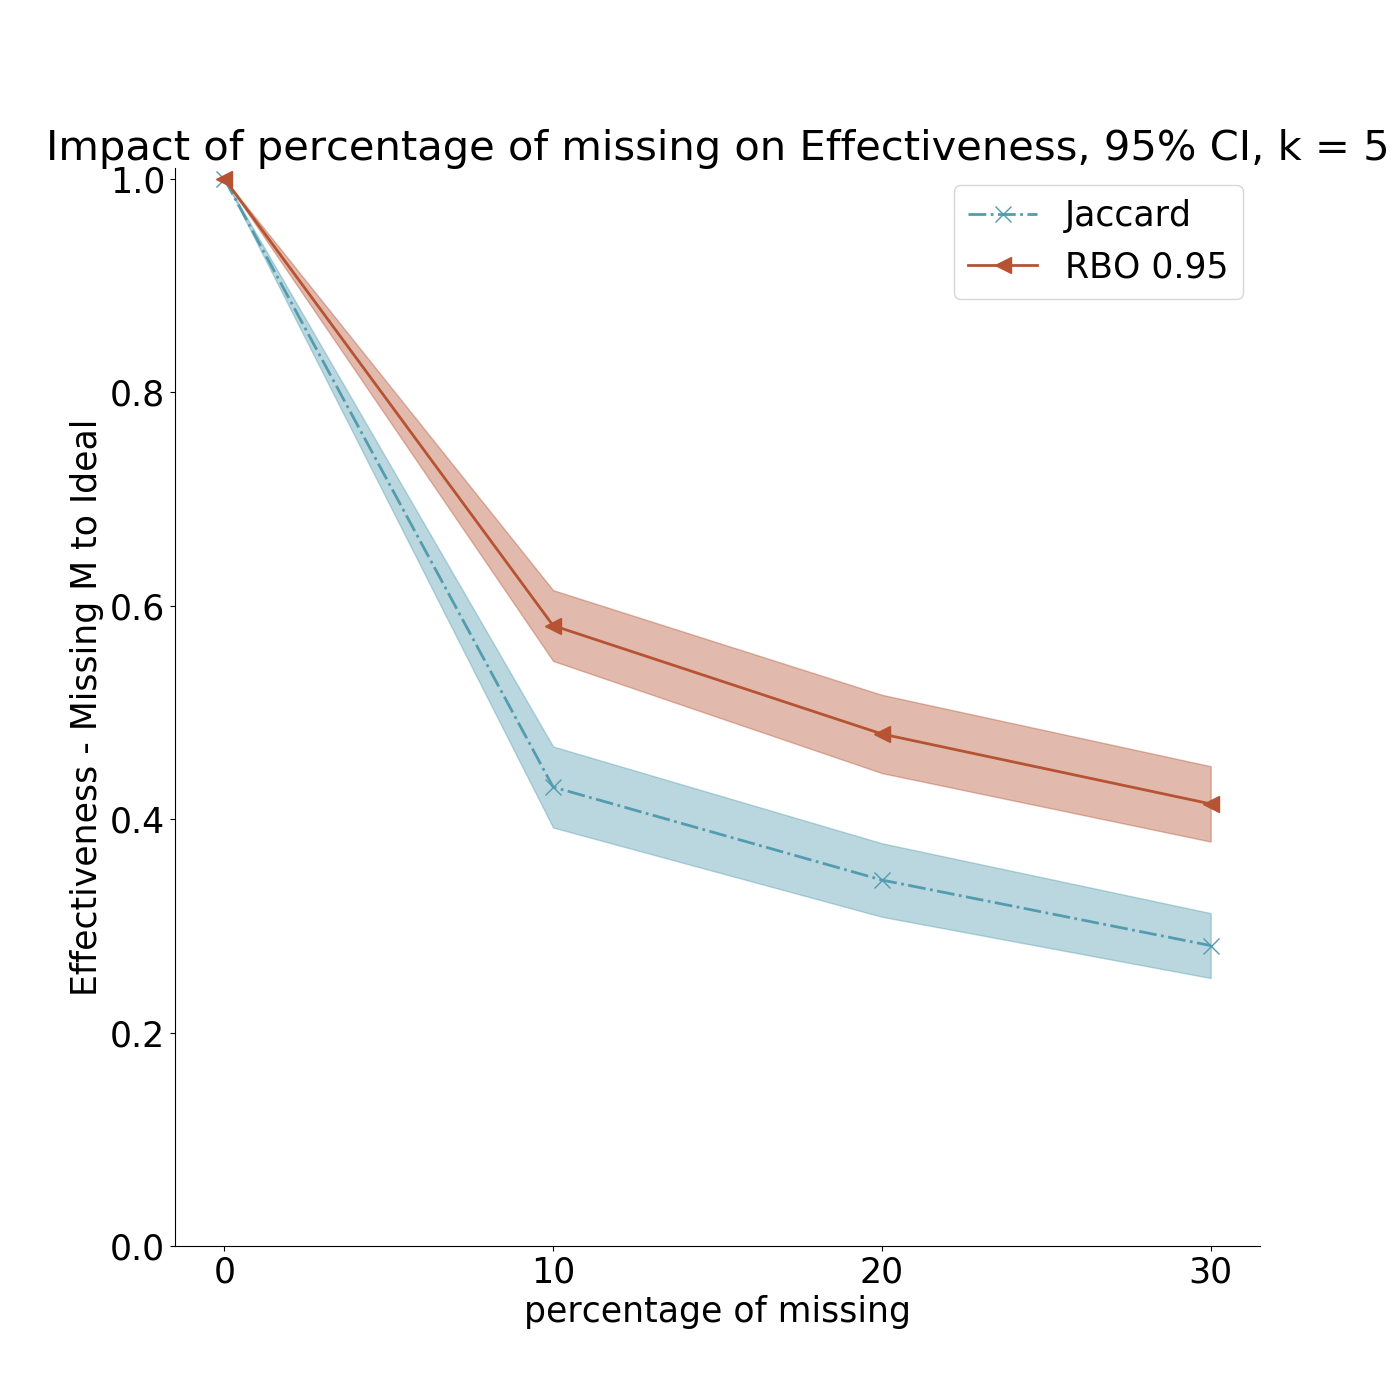 Impact of percentage of missing on Effectiveness, 95% CI, k = 5
Jaccard
RBO 0.95
Effectiveness - Missing M to Ideal
1.0
0.8
0.6
0.4
0.2
0.0
0 10 20 30
percentage of missing